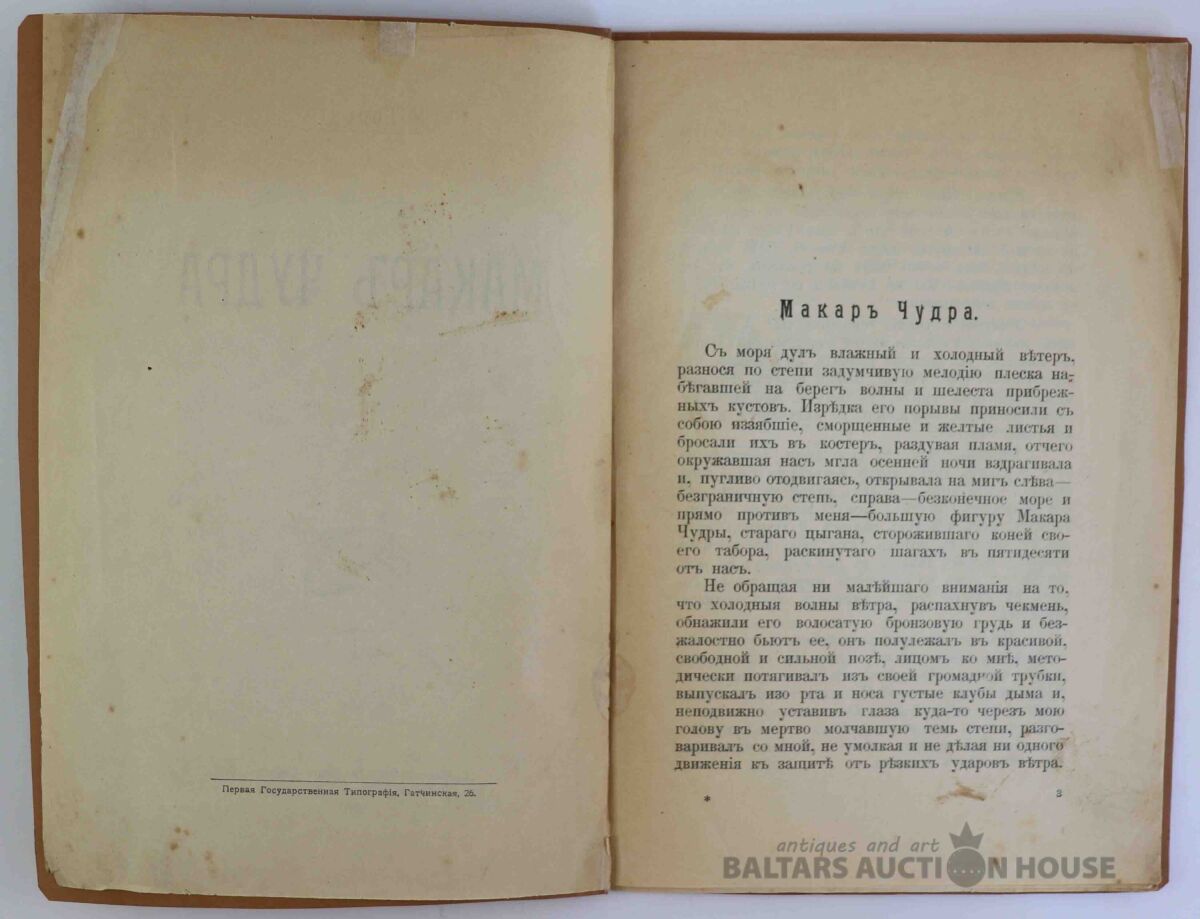 Первая Государственная Типографія, Гатчинская, 26.
Макаръ Чудра.
Съ моря дулъ влажный и холодный вѣтеръ,
разнося по степи задумчивую мелодію плеска на-
бѣгавшей на берегъ волны и шелеста прибреж-
ныхъ кустовъ. Изрѣдка его порывы приносили съ
собою иззябшіе, сморщенные и желтые листья и
бросали ихъ въ костеръ, раздувая пламя, отчего
окружавшая насъ мгла осенней ночи вздрагивала
и, пугливо отодвигаясь, открывала на мигъ слѣва—
безграничную степь, справа—безконечное море и
прямо противъ меня—большую фигуру Макара
Чудры, стараго цыгана, сторожившаго коней сво-
его табора, раскинутаго шагахъ въ пятидесяти
отъ насъ.
Не обращая ни малѣйшаго вниманія на то,
что холодныя волны вѣтра, распахнувъ чекмень,
обнажили его волосатую бронзовую грудь и без-
жалостно бьютъ ее, онъ полулежалъ въ красивой,
свободной и сильной позѣ, лицомъ ко мнѣ, мето-
дически потягивалъ изъ своей громадной трубки,
выпускалъ изо рта и носа густые клубы дыма и,
неподвижно уставивъ глаза куда-то черезъ мою
голову въ мертво молчавшую темь степи, разго-
варивалъ со мной, не умолкая и не дѣлая ни одного
движенія къ защитѣ отъ рѣзкихъ ударовъ вѣтра.
* 3
antiques and art
BALTARS AUCTION HOUSE